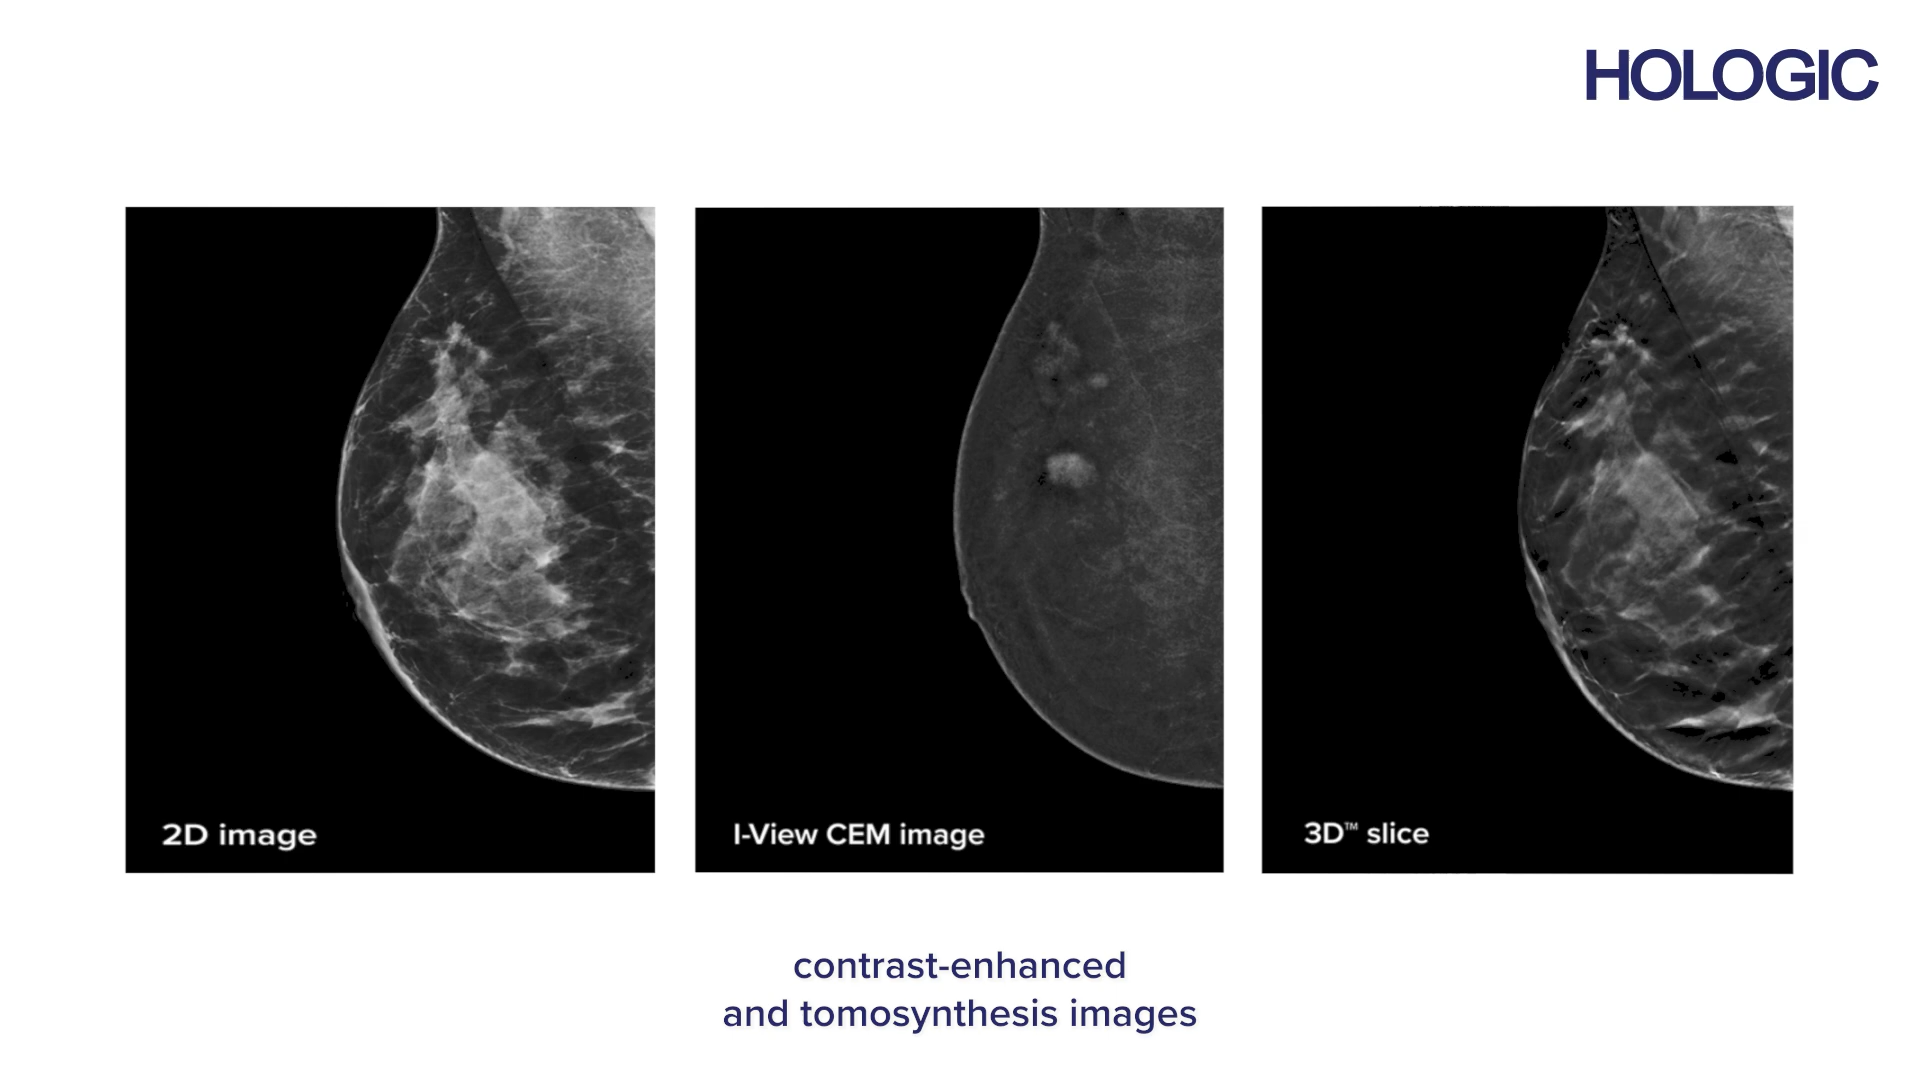 HOLOGIC
2D image
I-View CEM image
3D™ slice
contrast-enhanced
and tomosynthesis images